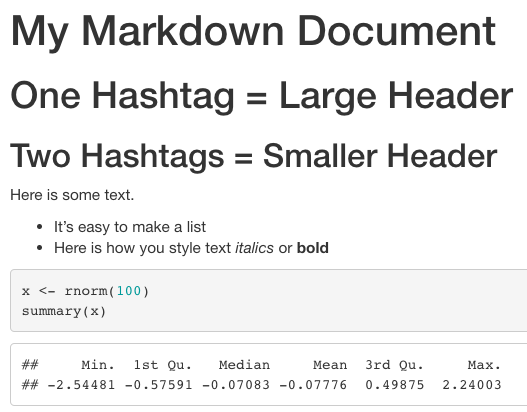 My Markdown Document
One Hashtag = Large Header
Two Hashtags = Smaller Header
Here is some text.
• It’s easy to make a list
• Here is how you style text italics or bold
x <- rnorm(100)
summary(x)
##     Min.  1st Qu.   Median     Mean  3rd Qu.     Max.
## -2.54481 -0.57591 -0.07083 -0.07776  0.49875  2.24003